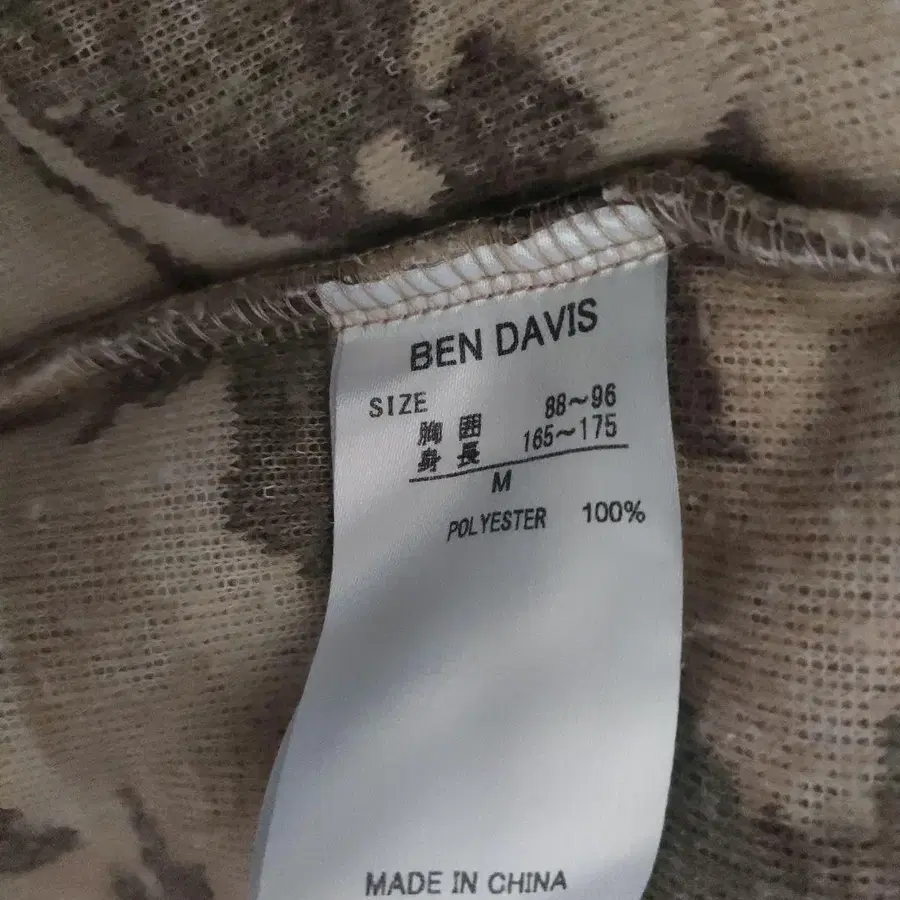 BEN DAVIS
SIZE
胸囲 88～96
身長 165～175
M
POLYESTER 100%
MADE IN CHINA